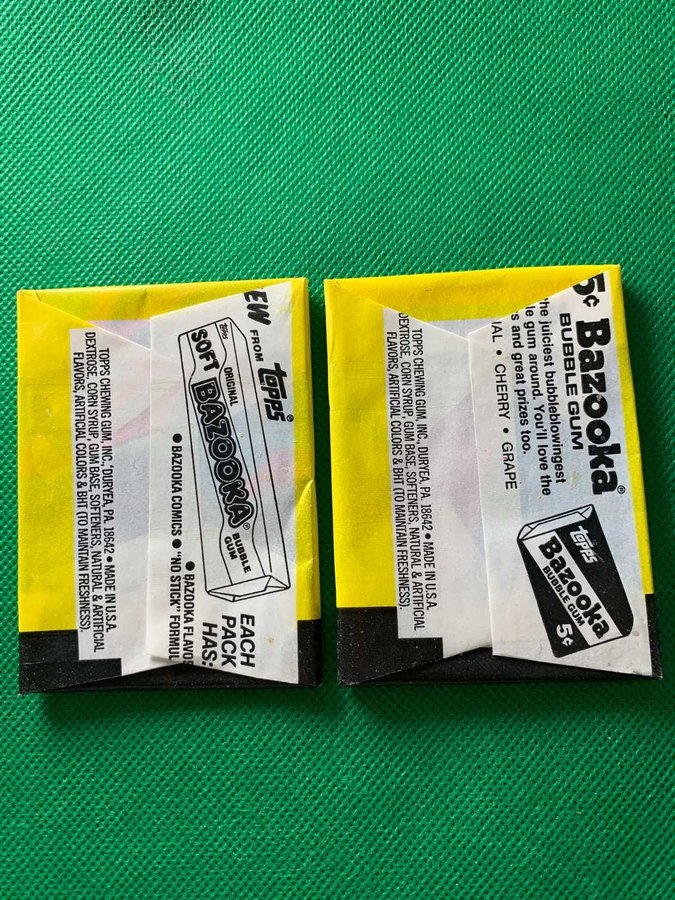 TOPPS CHEWING GUM, INC., DURYEA, PA. 18642 • MADE IN U.S.A.
DEXTROSE, CORN SYRUP, GUM BASE, SOFTENERS, NATURAL & ARTIFICIAL
FLAVORS, ARTIFICIAL COLORS & BHT (TO MAINTAIN FRESHNESS).
EW FROM Topps®
Topps
ORIGINAL
SOFT BAZOOKA®
BUBBLE
GUM
EACH
PACK
HAS:
• BAZOOKA FLAVO
• BAZOOKA COMICS • "NO STICK" FORMUL
TOPPS CHEWING GUM, INC., DURYEA, PA. 18642 • MADE IN U.S.A.
DEXTROSE, CORN SYRUP, GUM BASE, SOFTENERS, NATURAL & ARTIFICIAL
FLAVORS, ARTIFICIAL COLORS & BHT (TO MAINTAIN FRESHNESS).
5¢ Bazooka®
BUBBLE GUM
the juiciest bubbleblowingest
le gum around. You'll love the
s and great prizes too.
AL • CHERRY • GRAPE
Topps
Bazooka
BUBBLE GUM
5¢